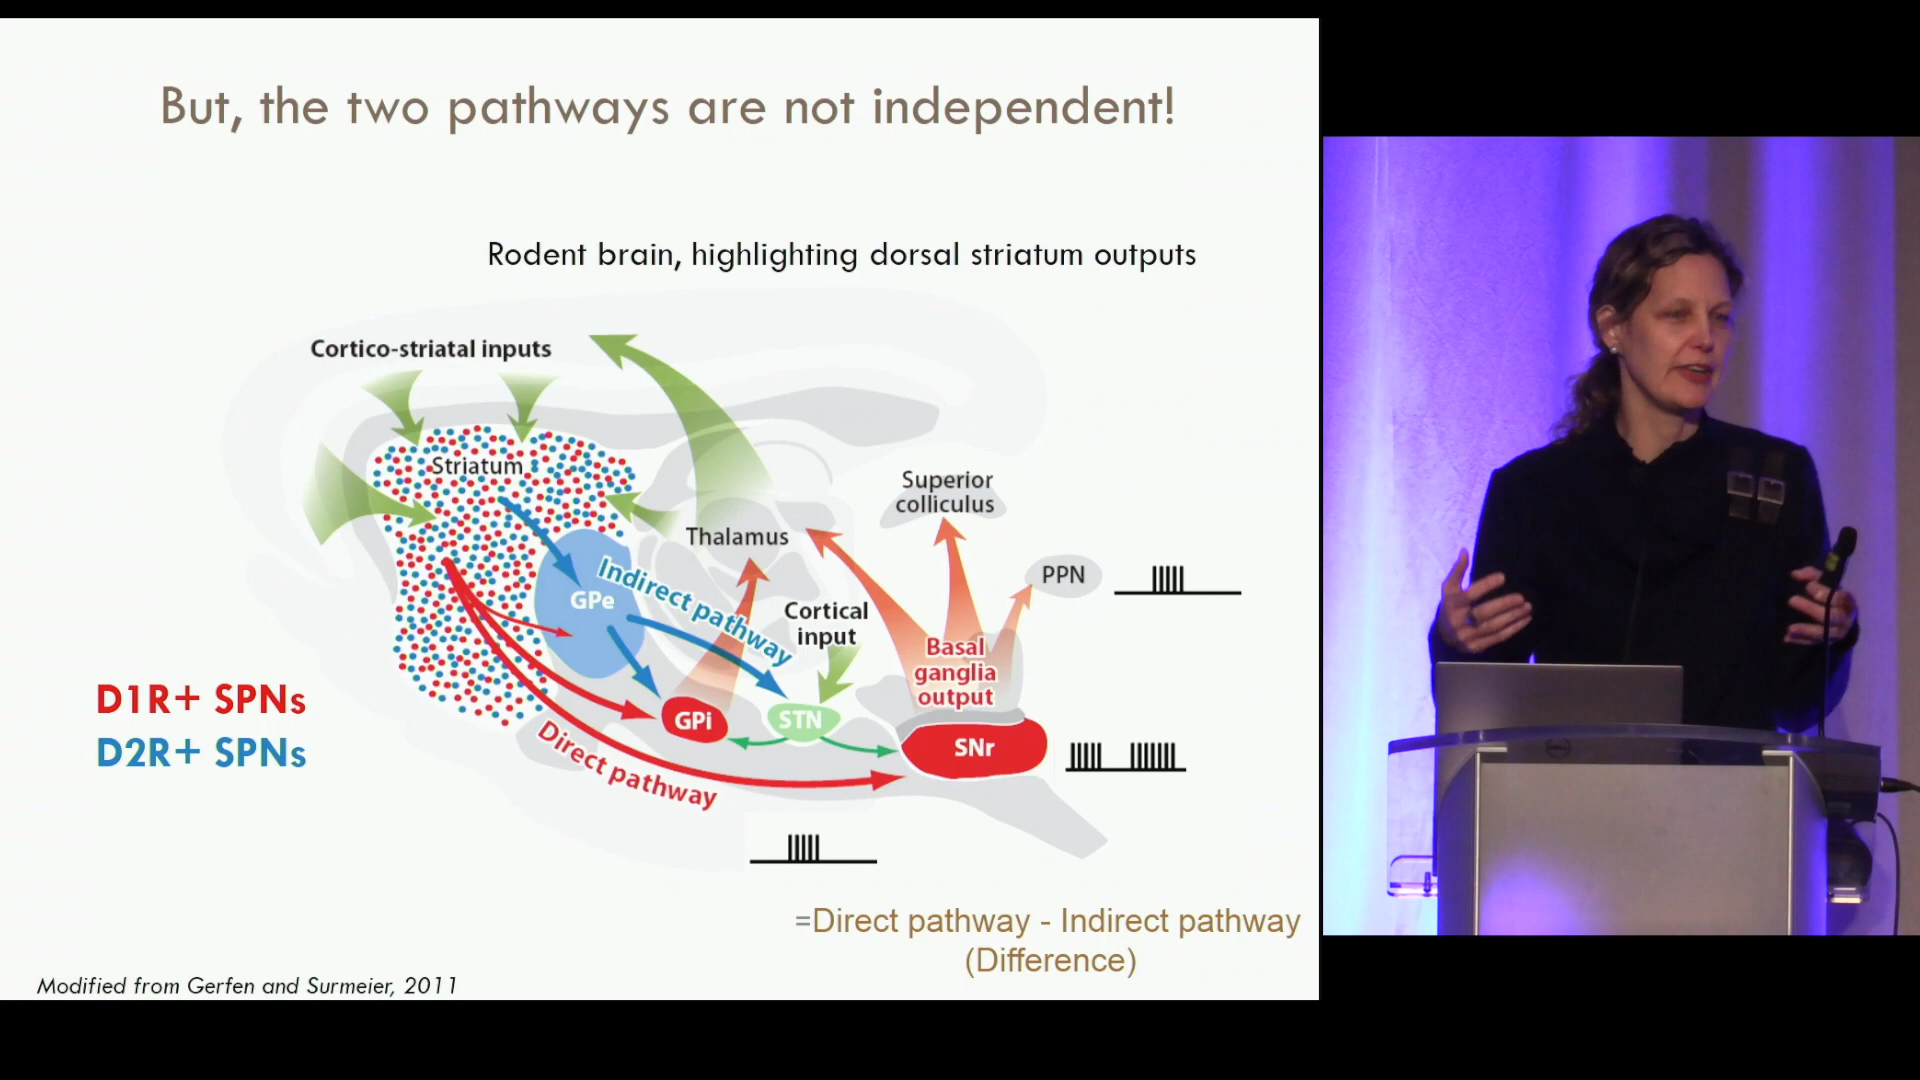 But, the two pathways are not independent!
Rodent brain, highlighting dorsal striatum outputs
Cortico-striatal inputs
Striatum
Superior
colliculus
Thalamus
PPN
GPe
Indirect pathway
Cortical
input
Basal
ganglia
output
D1R+ SPNs
D2R+ SPNs
GPi
STN
SNr
Direct pathway
=Direct pathway - Indirect pathway
(Difference)
Modified from Gerfen and Surmeier, 2011